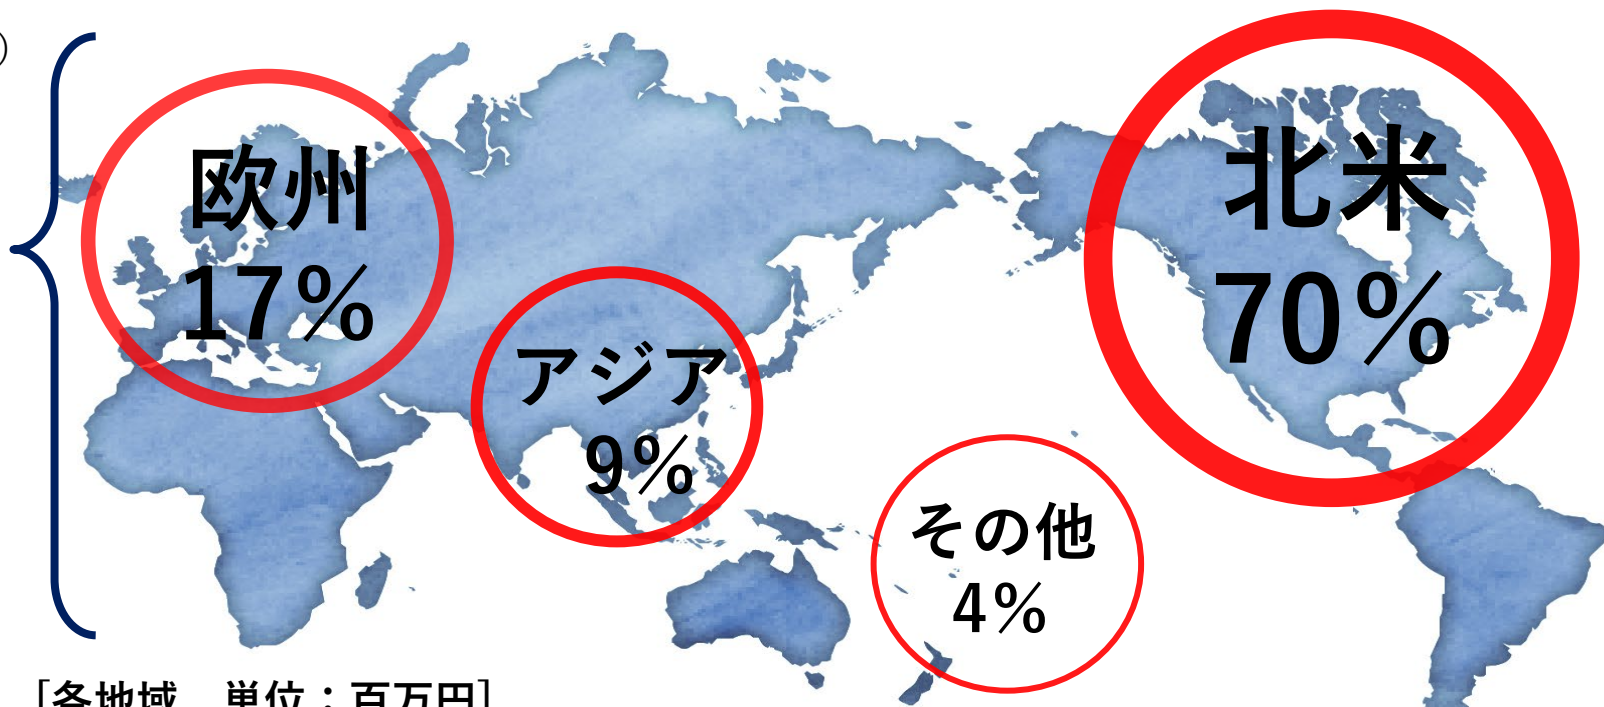 )
欧州
17%
アジア
9%
その他
4%
北米
70%
[各地域 単位：百万円]